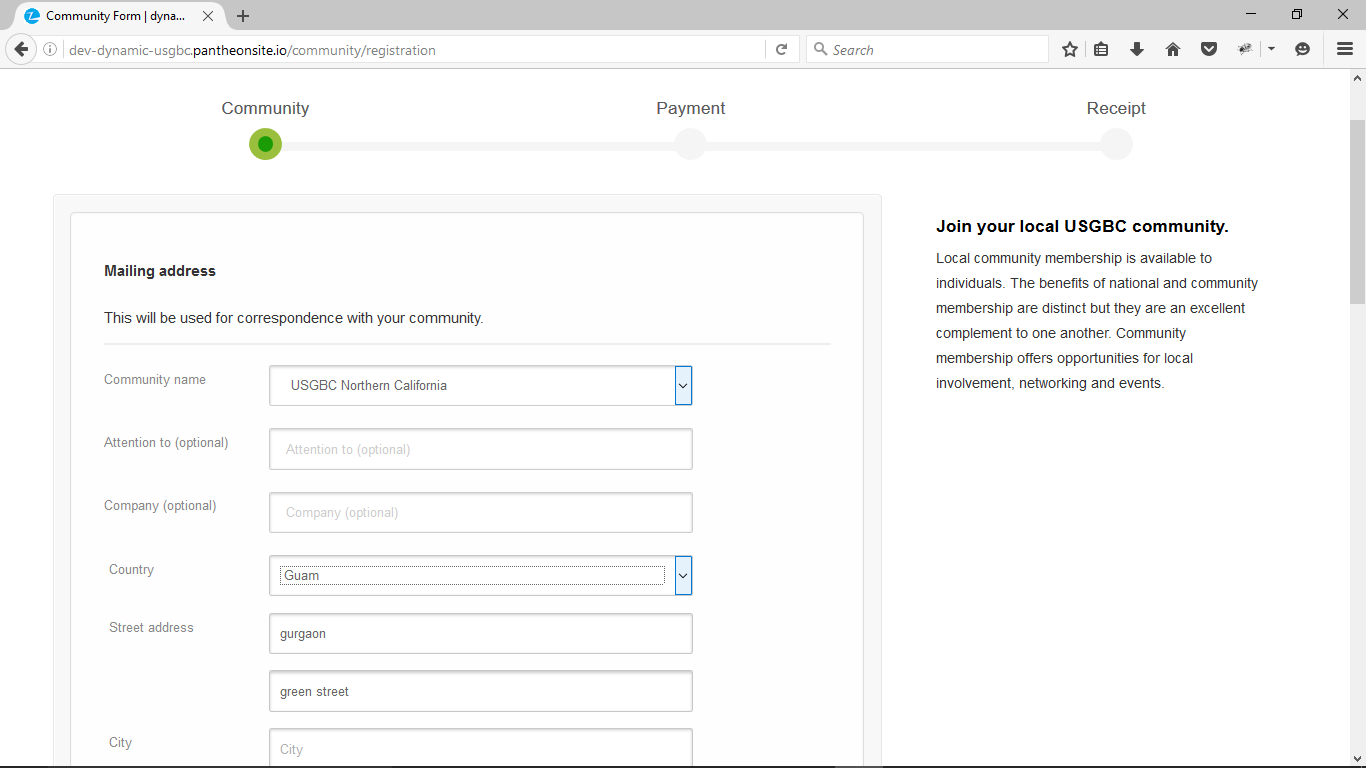 Community Form | dyna...
dev-dynamic-usgbc.pantheonsite.io/community/registration
Search
Community
Payment
Receipt
Mailing address
This will be used for correspondence with your community.
Community name
USGBC Northern California
Attention to (optional)
Attention to (optional)
Company (optional)
Company (optional)
Country
Guam
Street address
gurgaon
green street
City
City
Join your local USGBC community.
Local community membership is available to
individuals. The benefits of national and community
membership are distinct but they are an excellent
complement to one another. Community
membership offers opportunities for local
involvement, networking and events.